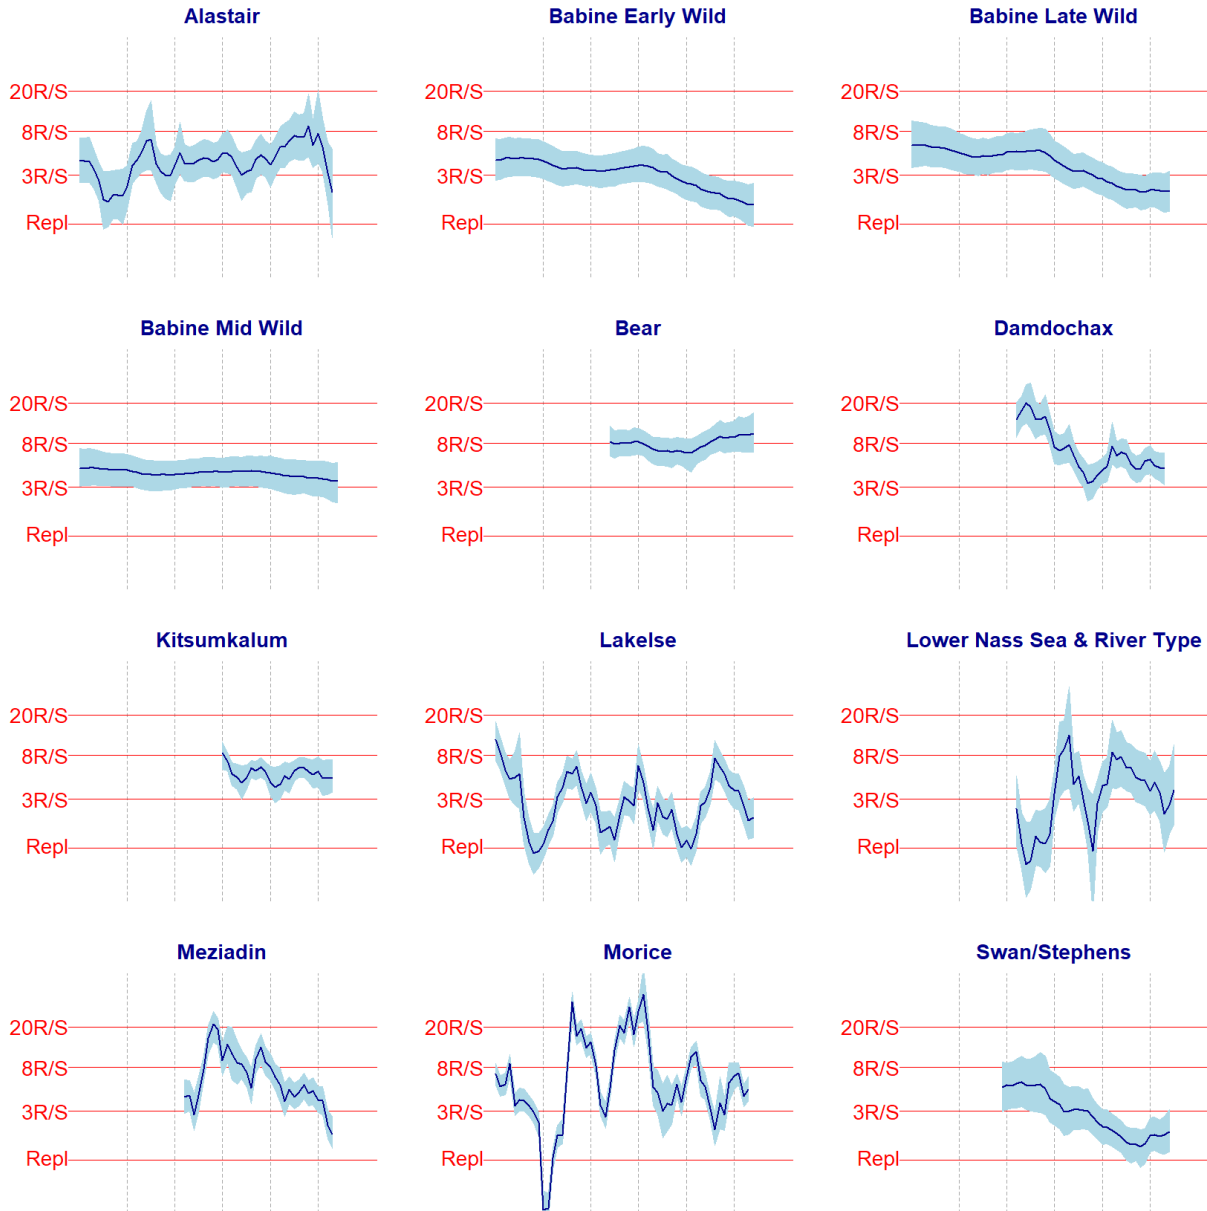 Alastair
Babine Early Wild
Babine Late Wild
20R/S
8R/S
3R/S
Repl
20R/S
8R/S
3R/S
Repl
20R/S
8R/S
3R/S
Repl
Babine Mid Wild
Bear
Damdochax
20R/S
8R/S
3R/S
Repl
20R/S
8R/S
3R/S
Repl
20R/S
8R/S
3R/S
Repl
Kitsumkalum
Lakelse
Lower Nass Sea & River Type
20R/S
8R/S
3R/S
Repl
20R/S
8R/S
3R/S
Repl
20R/S
8R/S
3R/S
Repl
Meziadin
Morice
Swan/Stephens
20R/S
8R/S
3R/S
Repl
20R/S
8R/S
3R/S
Repl
20R/S
8R/S
3R/S
Repl